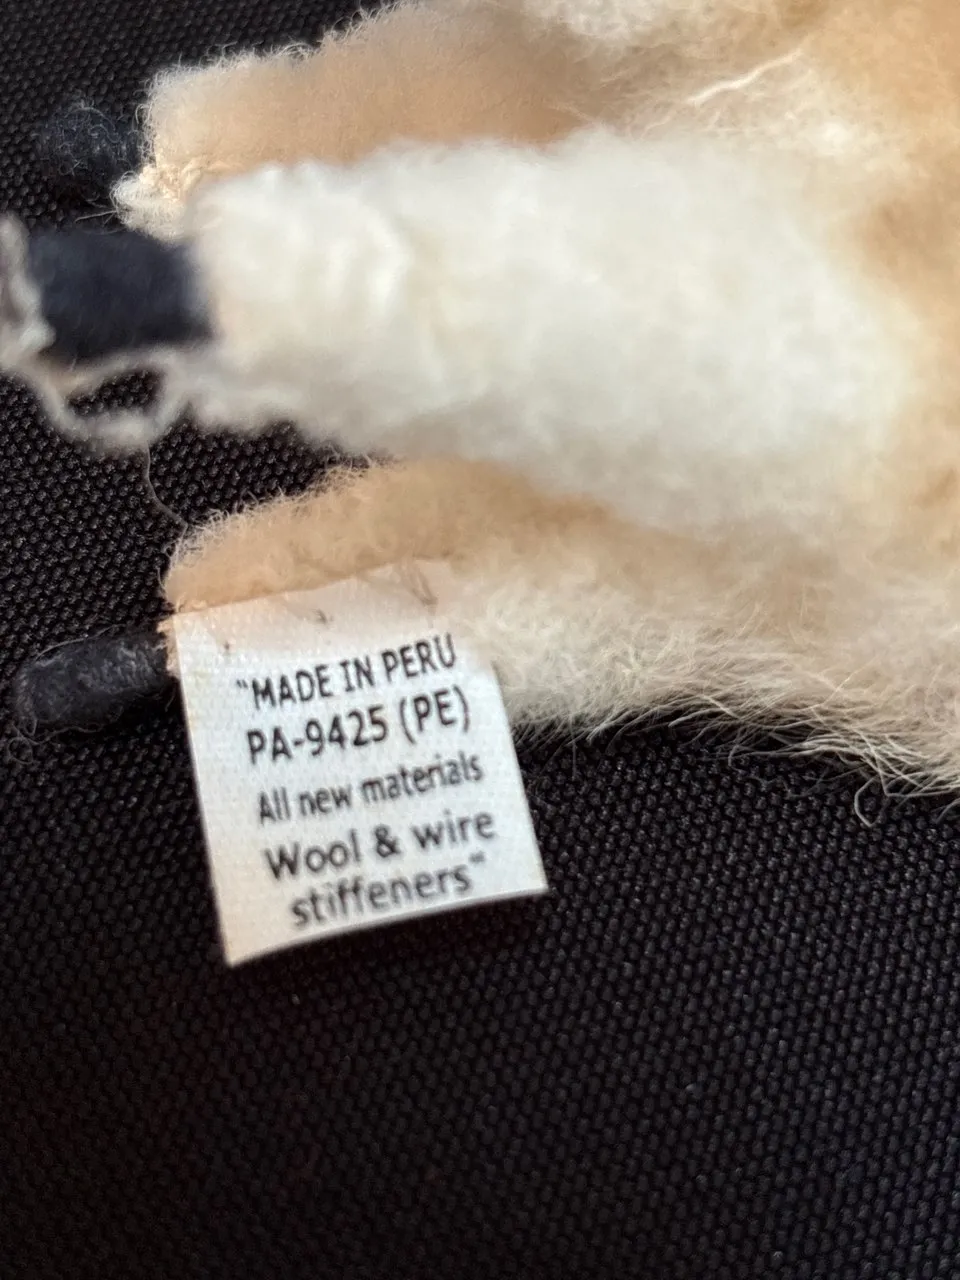 "MADE IN PERU
PA-9425 (PE)
All new materials
Wool & wire
stiffeners"